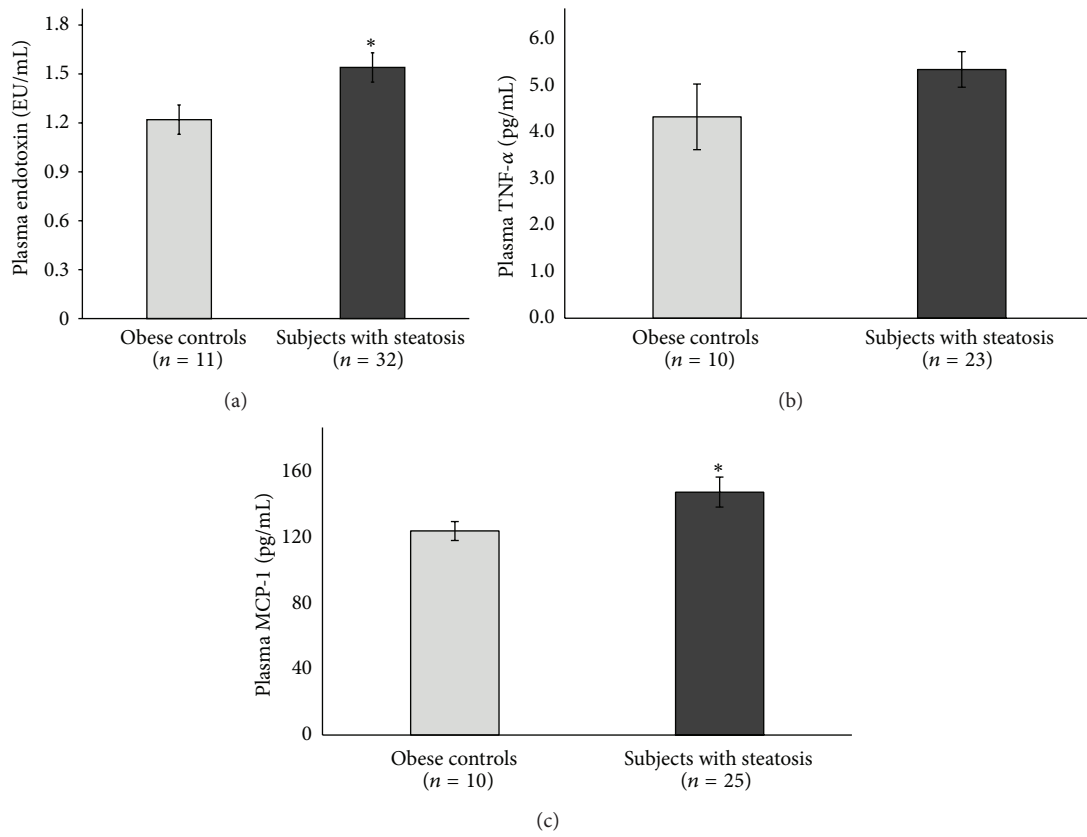 Plasma endotoxin (EU/mL)
1.8
1.5
1.2
0.9
0.6
0.3
0
*
Obese controls
(n = 11)
Subjects with steatosis
(n = 32)
(a)
Plasma TNF-α (pg/mL)
6.0
5.0
4.0
3.0
2.0
1.0
0.0
Obese controls
(n = 10)
Subjects with steatosis
(n = 23)
(b)
Plasma MCP-1 (pg/mL)
160
120
80
40
0
*
Obese controls
(n = 10)
Subjects with steatosis
(n = 25)
(c)